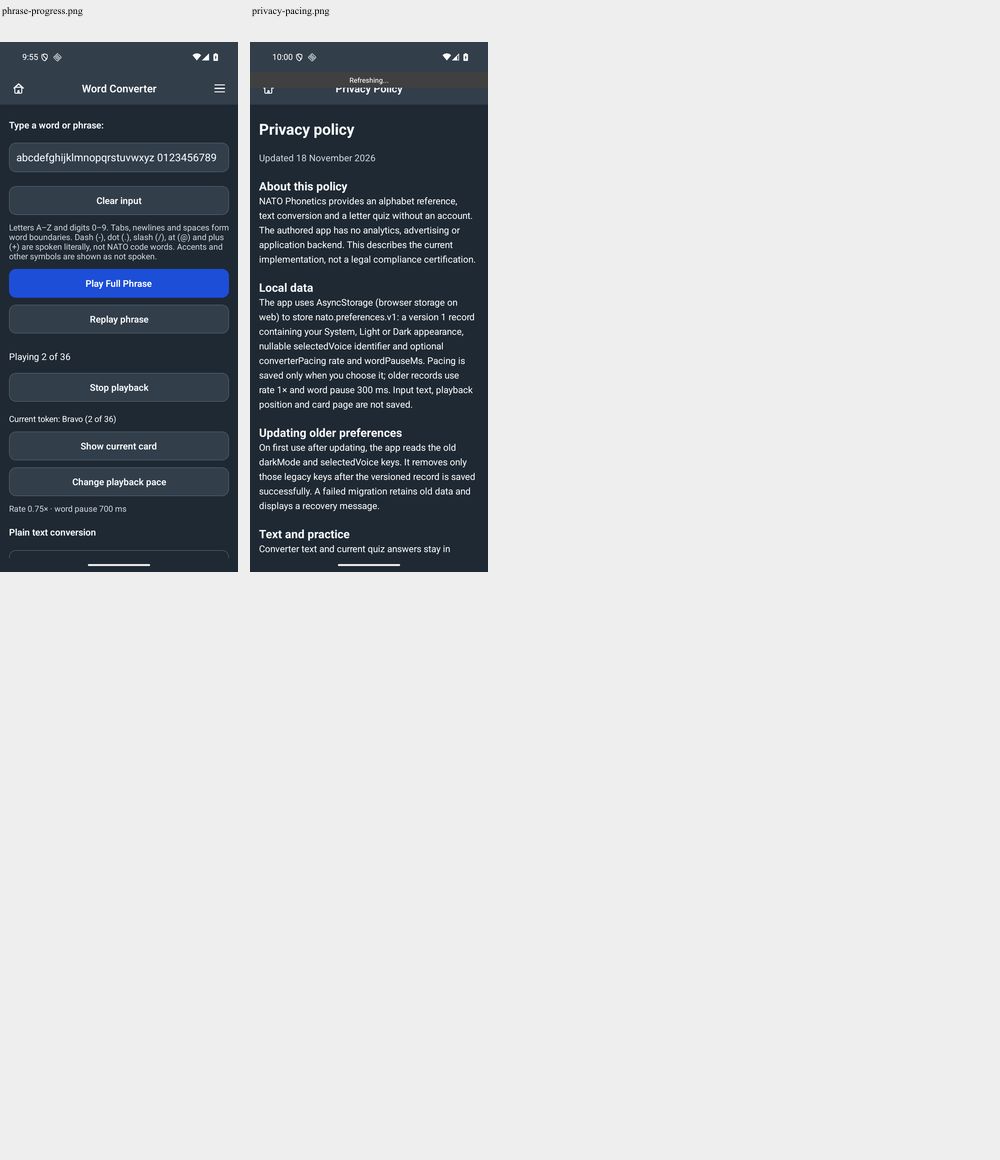 phrase-progress.png
9:55
Word Converter
Type a word or phrase:
abcdefghijklmnopqrstuvwxyz 0123456789
Clear input
Letters A–Z and digits 0–9. Tabs, newlines and spaces form
word boundaries. Dash (-), dot (.), slash (/), at (@) and plus
(+) are spoken literally, not NATO code words. Accents and
other symbols are shown as not spoken.
Play Full Phrase
Replay phrase
Playing 2 of 36
Stop playback
Current token: Bravo (2 of 36)
Show current card
Change playback pace
Rate 0.75× · word pause 700 ms
Plain text conversion
privacy-pacing.png
10:00
Refreshing...
Privacy Policy
Privacy policy
Updated 18 November 2026
About this policy
NATO Phonetics provides an alphabet reference,
text conversion and a letter quiz without an account.
The authored app has no analytics, advertising or
application backend. This describes the current
implementation, not a legal compliance certification.
Local data
The app uses AsyncStorage (browser storage on
web) to store nato.preferences.v1: a version 1 record
containing your System, Light or Dark appearance,
nullable selectedVoice identifier and optional
converterPacing rate and wordPauseMs. Pacing is
saved only when you choose it; older records use
rate 1× and word pause 300 ms. Input text, playback
position and card page are not saved.
Updating older preferences
On first use after updating, the app reads the old
darkMode and selectedVoice keys. It removes only
those legacy keys after the versioned record is saved
successfully. A failed migration retains old data and
displays a recovery message.
Text and practice
Converter text and current quiz answers stay in